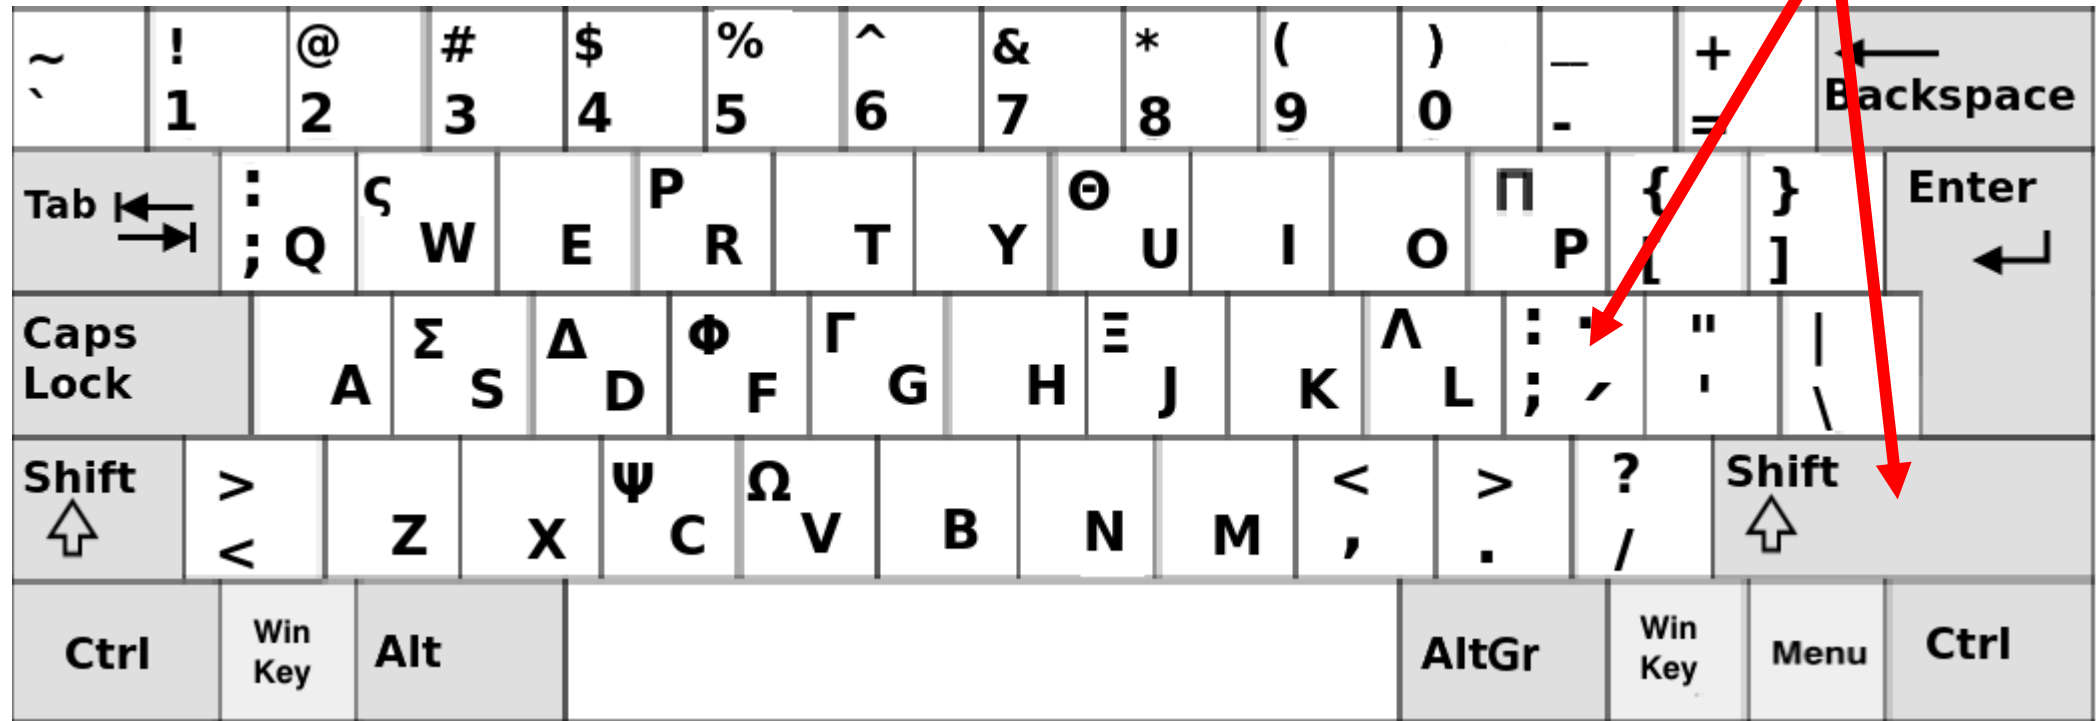 ~ ! @ # $ % ^ & * ( ) __ +
` 1 2 3 4 5 6 7 8 9 0 - = Backspace
Tab : ς Ρ Θ Π { } Enter
; Q W E R T Y U I O P [ ]
Caps Σ Δ Φ Γ Ξ Λ : " |
Lock A S D F G H J K L ; ´ ' \
Shift > Ψ Ω < > ? Shift
< Z X C V B N M , . /
Ctrl Win Key Alt AltGr Win Key Menu Ctrl